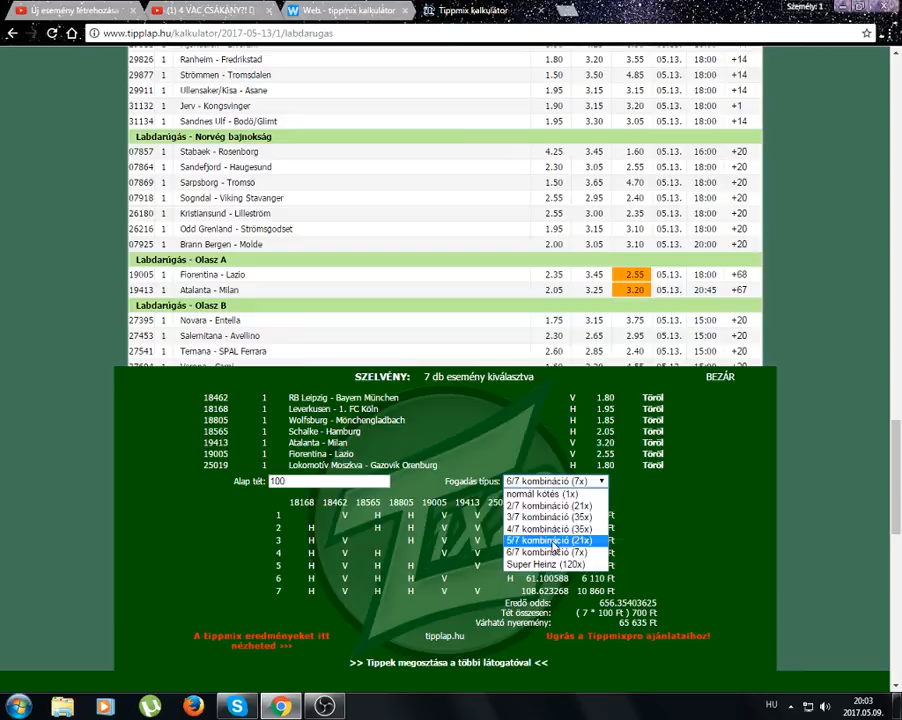 Új esemény létrehozása
(1) 4 VAC CSÁKÁNY?! D
Web. - tippmix kalkulátor
Tippmix kalkulátor
Személy: 1
www.tipplap.hu/kalkulator/2017-05-13/1/labdarugas
29826 1 Ranheim - Fredrikstad 1.80 3.20 3.55 05.13. 18:00 +14
29877 1 Strömmen - Tromsdalen 1.50 3.50 4.85 05.13. 18:00 +14
29911 1 Ullensaker/Kisa - Asane 1.95 3.15 3.15 05.13. 18:00 +14
31132 1 Jerv - Kongsvinger 1.90 3.15 3.20 05.13. 18:00 +1
31134 1 Sandnes Ulf - Bodö/Glimt 1.95 3.30 3.05 05.13. 18:00 +14
Labdarúgás - Norvég bajnokság
07857 1 Stabaek - Rosenborg 4.25 3.45 1.60 05.13. 16:00 +20
07864 1 Sandefjord - Haugesund 2.30 3.05 2.55 05.13. 18:00 +20
07869 1 Sarpsborg - Tromsö 1.50 3.65 4.70 05.13. 18:00 +20
07918 1 Sogndal - Viking Stavanger 2.55 2.95 2.40 05.13. 18:00 +20
26180 1 Kristiansund - Lilleström 2.55 3.00 2.35 05.13. 18:00 +20
26216 1 Odd Grenland - Strömsgodset 1.95 3.15 3.10 05.13. 18:00 +20
07925 1 Brann Bergen - Molde 2.00 3.05 3.10 05.13. 20:00 +20
Labdarúgás - Olasz A
19005 1 Fiorentina - Lazio 2.35 3.45 2.55 05.13. 18:00 +68
19413 1 Atalanta - Milan 2.05 3.25 3.20 05.13. 20:45 +67
Labdarúgás - Olasz B
27395 1 Novara - Entella 1.75 3.15 3.75 05.13. 15:00 +20
27453 1 Salernitana - Avellino 2.30 2.65 2.95 05.13. 15:00 +20
27541 1 Ternana - SPAL Ferrara 2.60 2.85 2.40 05.13. 15:00 +20
SZELVÉNY: 7 db esemény kiválasztva BEZÁR
18462 1 RB Leipzig - Bayern München V 1.80 Töröl
18168 1 Leverkusen - 1. FC Köln H 1.95 Töröl
18805 1 Wolfsburg - Mönchengladbach H 1.85 Töröl
18565 1 Schalke - Hamburg H 2.05 Töröl
19413 1 Atalanta - Milan V 3.20 Töröl
19005 1 Fiorentina - Lazio V 2.55 Töröl
25019 1 Lokomotív Moszkva - Gazovik Orenburg H 1.80 Töröl
Alap tét: 100 Fogadás típus: 6/7 kombináció (7x)
normál kötés (1x)
2/7 kombináció (21x)
3/7 kombináció (35x)
4/7 kombináció (35x)
5/7 kombináció (21x)
6/7 kombináció (7x)
Super Heinz (120x)
18168 18462 18565 18805 19005 19413 250
1 V H H V V
2 H H H V V Ft
3 H V H V V Ft
4 H V H V V Ft
5 H V H H V Ft
6 H V H H V H 61.100588 6 110 Ft
7 H V H H V V 108.623268 10 860 Ft
Eredő odds: 656.35403625
Tét összesen: ( 7 * 100 Ft ) 700 Ft
Várható nyeremény: 65 635 Ft
A tippmix eredményeket itt
nézheted >>>
tipplap.hu
Ugrás a Tippmixpro ajánlataihoz!
>> Tippek megosztása a többi látogatóval <<
HU
20:03
2017.05.09.